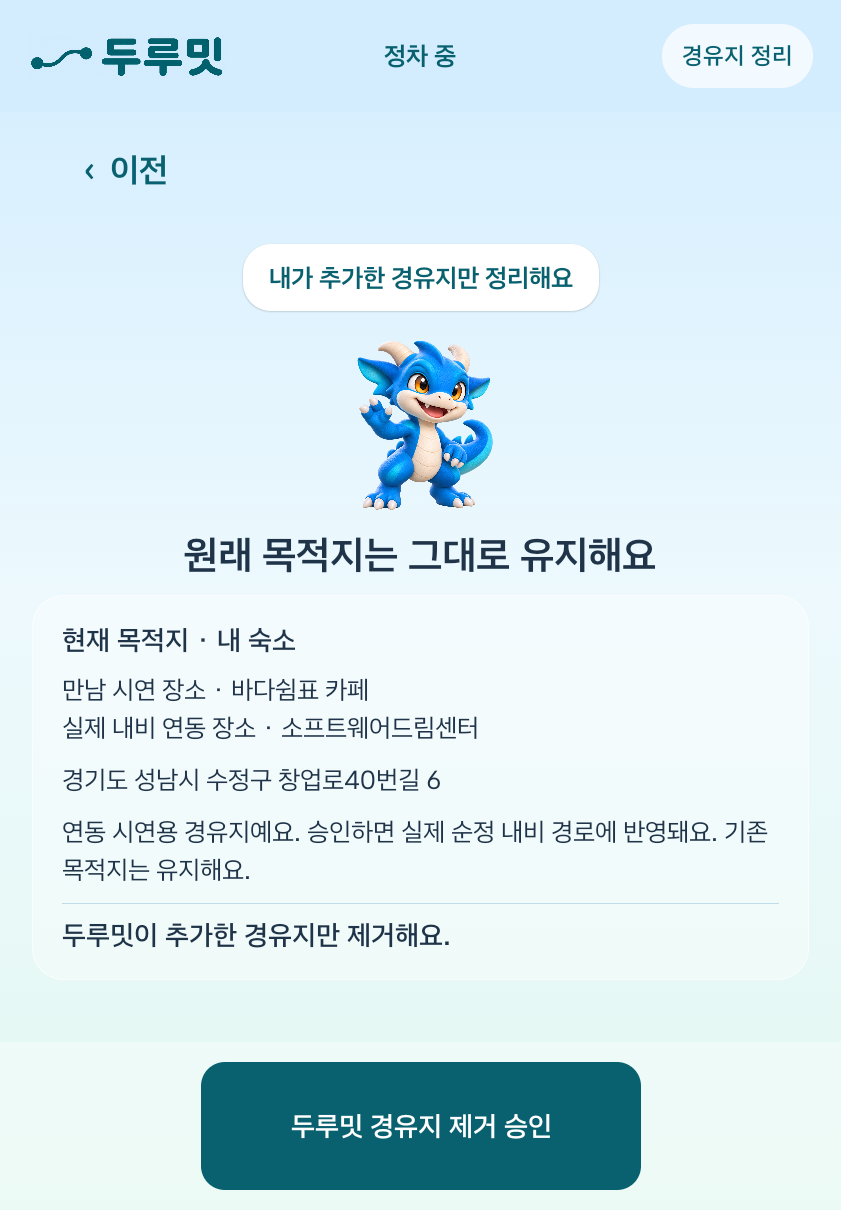 두루밋
정차 중
경유지 정리
‹ 이전
내가 추가한 경유지만 정리해요
원래 목적지는 그대로 유지해요
현재 목적지 · 내 숙소
만남 시연 장소 · 바다쉼표 카페
실제 내비 연동 장소 · 소프트웨어드림센터
경기도 성남시 수정구 창업로40번길 6
연동 시연용 경유지예요. 승인하면 실제 순정 내비 경로에 반영돼요. 기존
목적지는 유지해요.
두루밋이 추가한 경유지만 제거해요.
두루밋 경유지 제거 승인